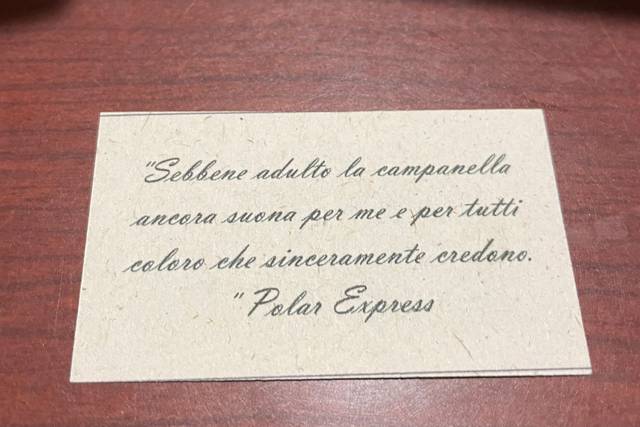 "Sebbene adulto la campanella
ancora suona per me e per tutti
coloro che sinceramente credono.
" Polar Express